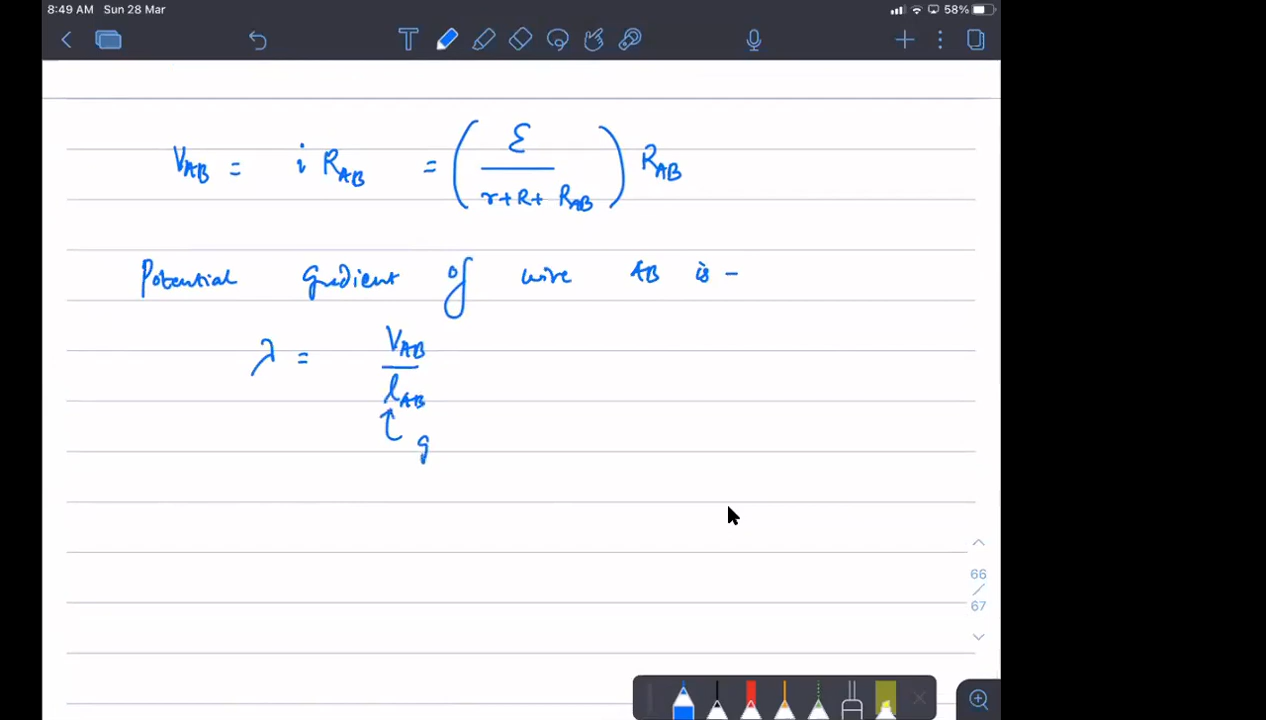 8:49 AM Sun 28 Mar 58%
V_AB = i R_AB = ( ε / (r + R + R_AB) ) R_AB
Potential gradient of wire AB is -
λ = V_AB / l_AB
g
66
/
67
T